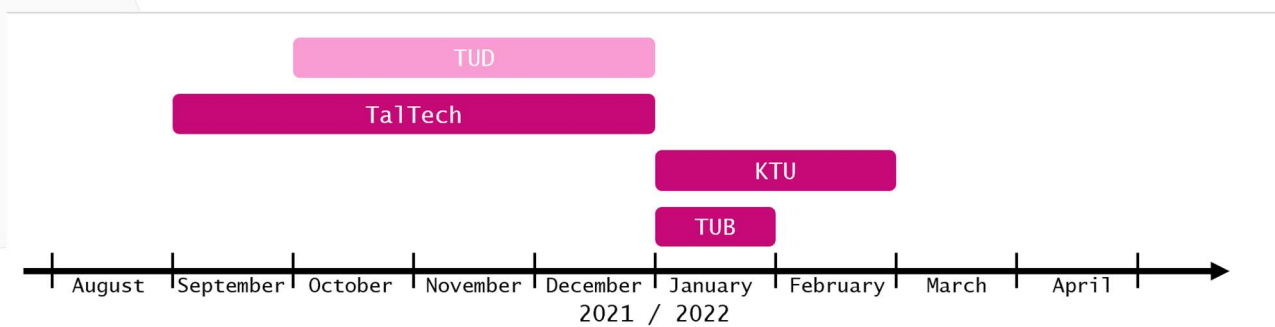 TUD
TalTech
KTU
TUB
August September October November December January February March April
2021 / 2022